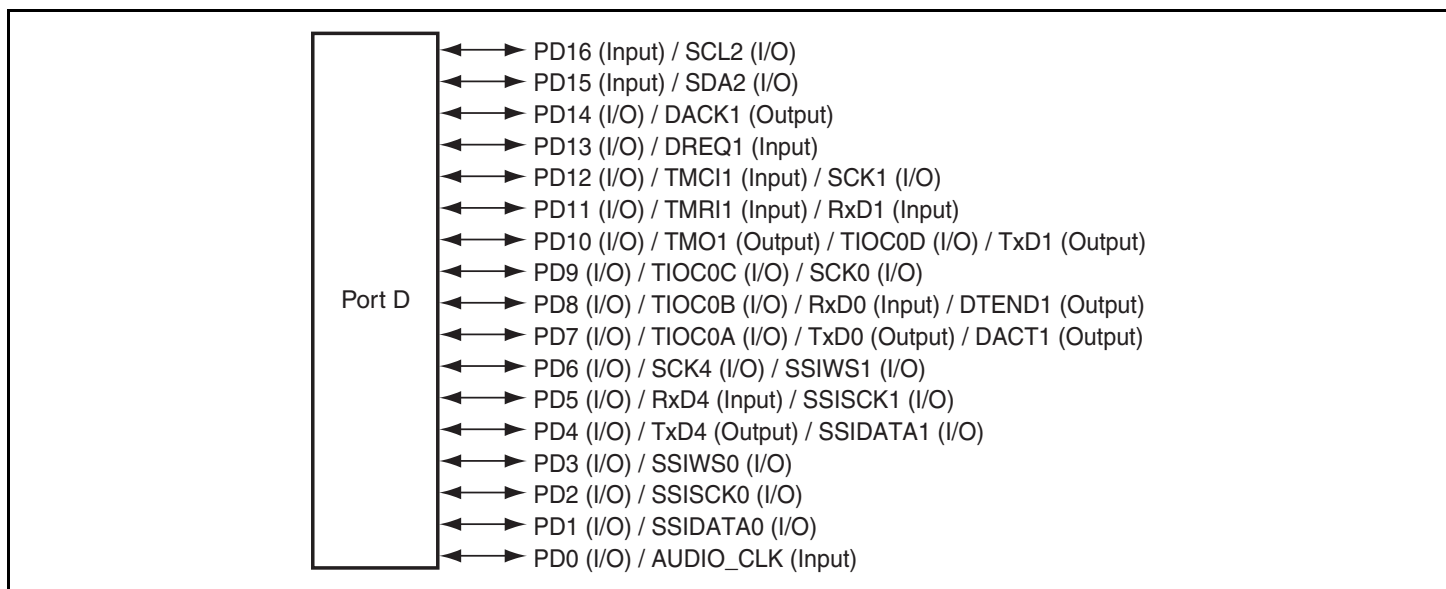 Port D
PD16 (Input) / SCL2 (I/O)
PD15 (Input) / SDA2 (I/O)
PD14 (I/O) / DACK1 (Output)
PD13 (I/O) / DREQ1 (Input)
PD12 (I/O) / TMCI1 (Input) / SCK1 (I/O)
PD11 (I/O) / TMRI1 (Input) / RxD1 (Input)
PD10 (I/O) / TMO1 (Output) / TIOC0D (I/O) / TxD1 (Output)
PD9 (I/O) / TIOC0C (I/O) / SCK0 (I/O)
PD8 (I/O) / TIOC0B (I/O) / RxD0 (Input) / DTEND1 (Output)
PD7 (I/O) / TIOC0A (I/O) / TxD0 (Output) / DACT1 (Output)
PD6 (I/O) / SCK4 (I/O) / SSIWS1 (I/O)
PD5 (I/O) / RxD4 (Input) / SSISCK1 (I/O)
PD4 (I/O) / TxD4 (Output) / SSIDATA1 (I/O)
PD3 (I/O) / SSIWS0 (I/O)
PD2 (I/O) / SSISCK0 (I/O)
PD1 (I/O) / SSIDATA0 (I/O)
PD0 (I/O) / AUDIO_CLK (Input)